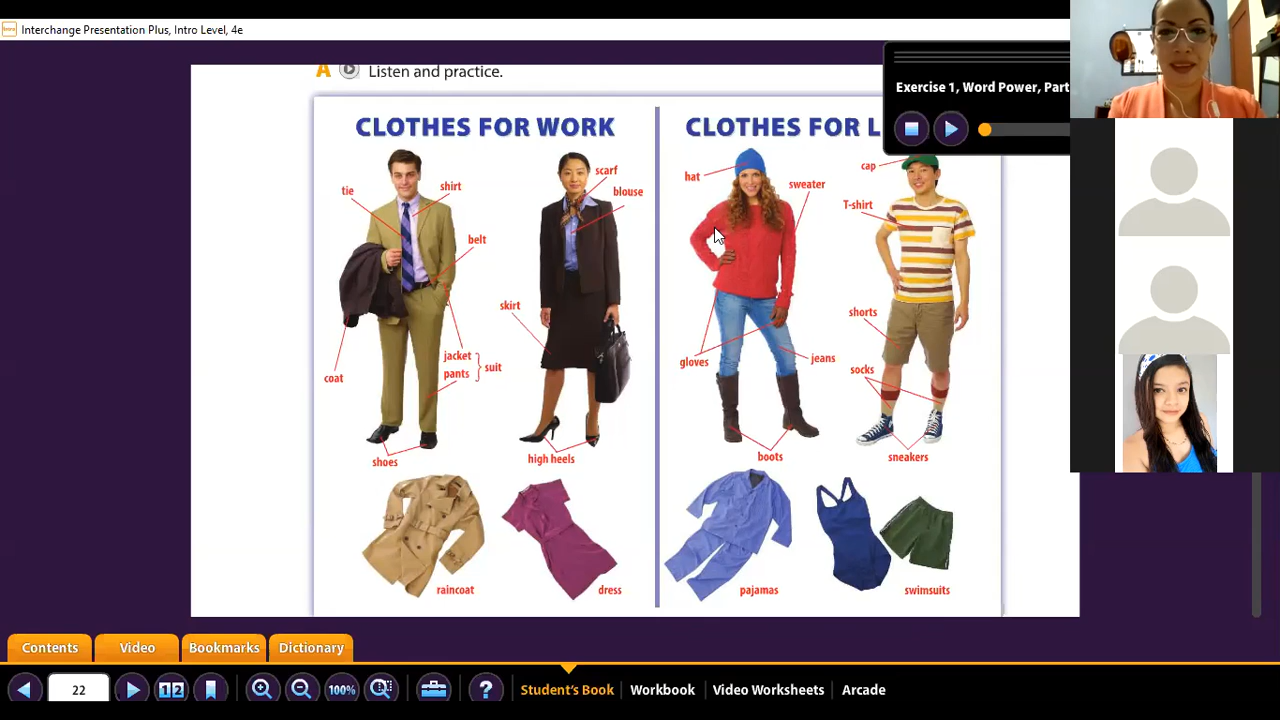 Interchange Presentation Plus, Intro Level, 4e
A Listen and practice.
Exercise 1, Word Power, Part
CLOTHES FOR WORK
tie
shirt
belt
coat
jacket
pants
suit
shoes
scarf
blouse
skirt
high heels
raincoat
dress
CLOTHES FOR L
hat
sweater
gloves
jeans
boots
cap
T-shirt
shorts
socks
sneakers
pajamas
swimsuits
Contents
Video
Bookmarks
Dictionary
22
12
100%
?
Student's Book
Workbook
Video Worksheets
Arcade